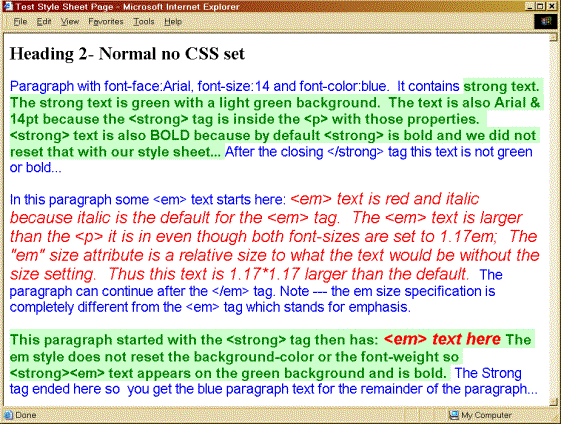 Test Style Sheet Page - Microsoft Internet Explorer
File Edit View Favorites Tools Help
Heading 2- Normal no CSS set
Paragraph with font-face:Arial, font-size:14 and font-color:blue. It contains strong text.
The strong text is green with a light green background. The text is also Arial &
14pt because the <strong> tag is inside the <p> with those properties.
<strong> text is also BOLD because by default <strong> is bold and we did not
reset that with our style sheet... After the closing </strong> tag this text is not green
or bold...
In this paragraph some <em> text starts here: <em> text is red and italic
because italic is the default for the <em> tag. The <em> text is larger
than the <p> it is in even though both font-sizes are set to 1.17em; The
"em" size attribute is a relative size to what the text would be without the
size setting. Thus this text is 1.17*1.17 larger than the default. The
paragraph can continue after the </em> tag. Note --- the em size specification is
completely different from the <em> tag which stands for emphasis.
This paragraph started with the <strong> tag then has: <em> text here The
em style does not reset the background-color or the font-weight so
<strong><em> text appears on the green background and is bold. The Strong
tag ended here so you get the blue paragraph text for the remainder of the paragraph...
Done
My Computer